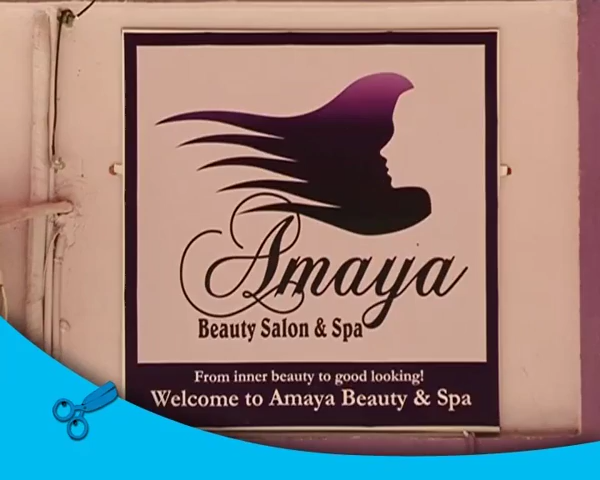 Amaya
Beauty Salon & Spa
From inner beauty to good looking!
Welcome to Amaya Beauty & Spa